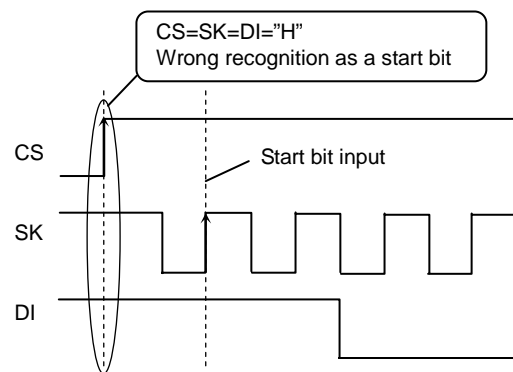 CS=SK=DI="H"
Wrong recognition as a start bit
CS
Start bit input
SK
DI